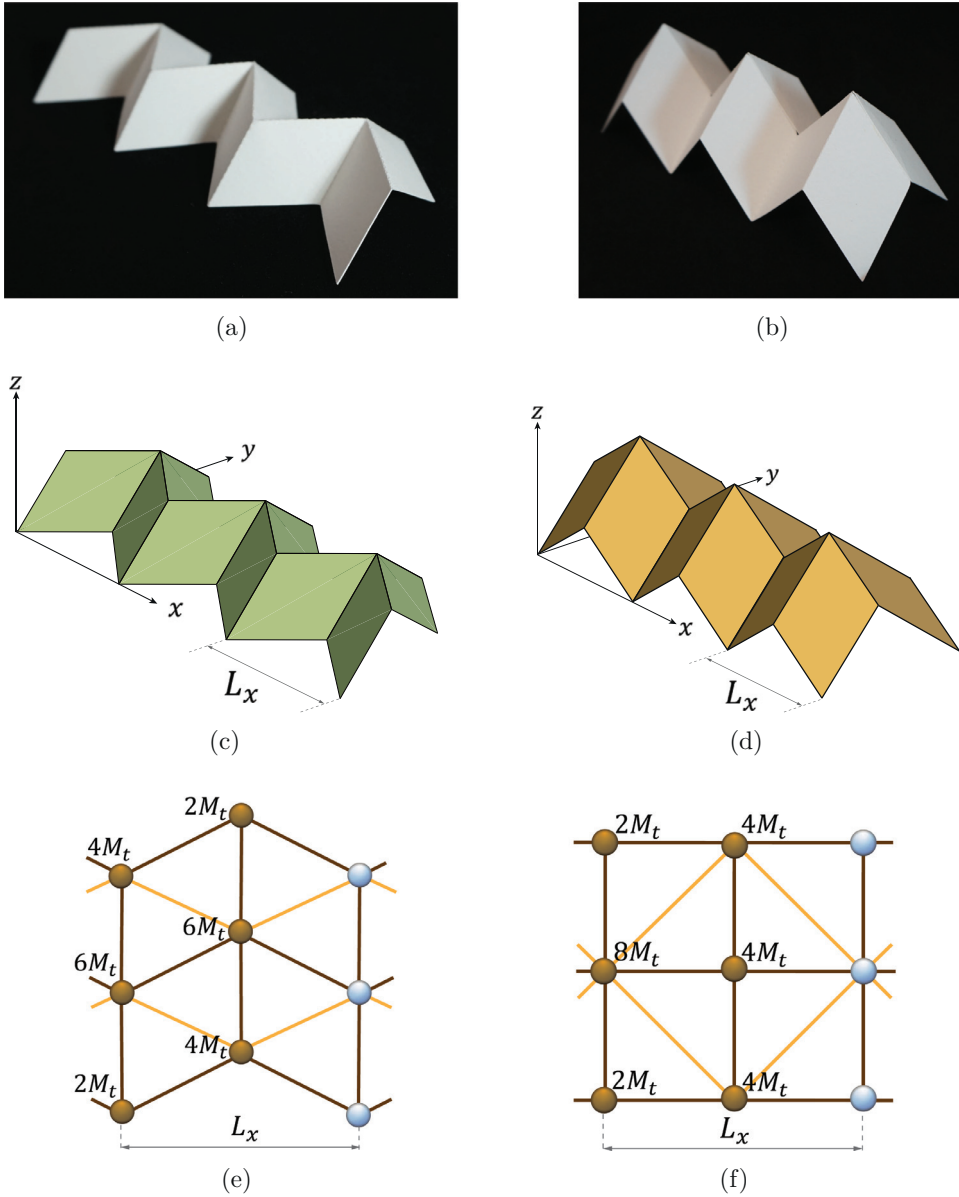 (a)
(b)
z
y
x
L_x
(c)
z
y
x
L_x
(d)
2M_t
4M_t
6M_t
6M_t
4M_t
2M_t
L_x
(e)
2M_t
4M_t
8M_t
4M_t
2M_t
4M_t
L_x
(f)